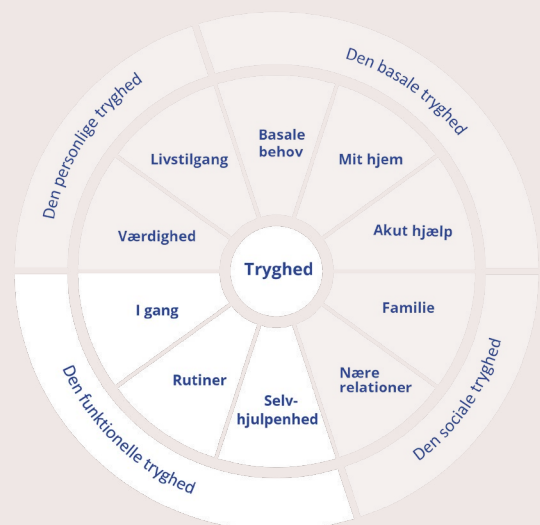 Den personlige tryghed
Den basale tryghed
Basale
behov
Livstilgang
Mit hjem
Værdighed
Akut hjælp
Tryghed
I gang
Familie
Rutiner
Nære
relationer
Selv-
hjulpenhed
Den funktionelle tryghed
Den sociale tryghed